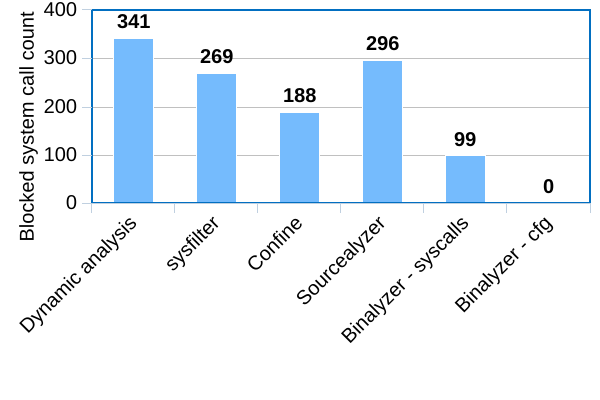 Blocked system call count
400
300
200
100
0
341
269
188
296
99
0
Dynamic analysis
sysfilter
Confine
Sourcealyzer
Binalyzer - syscalls
Binalyzer - cfg